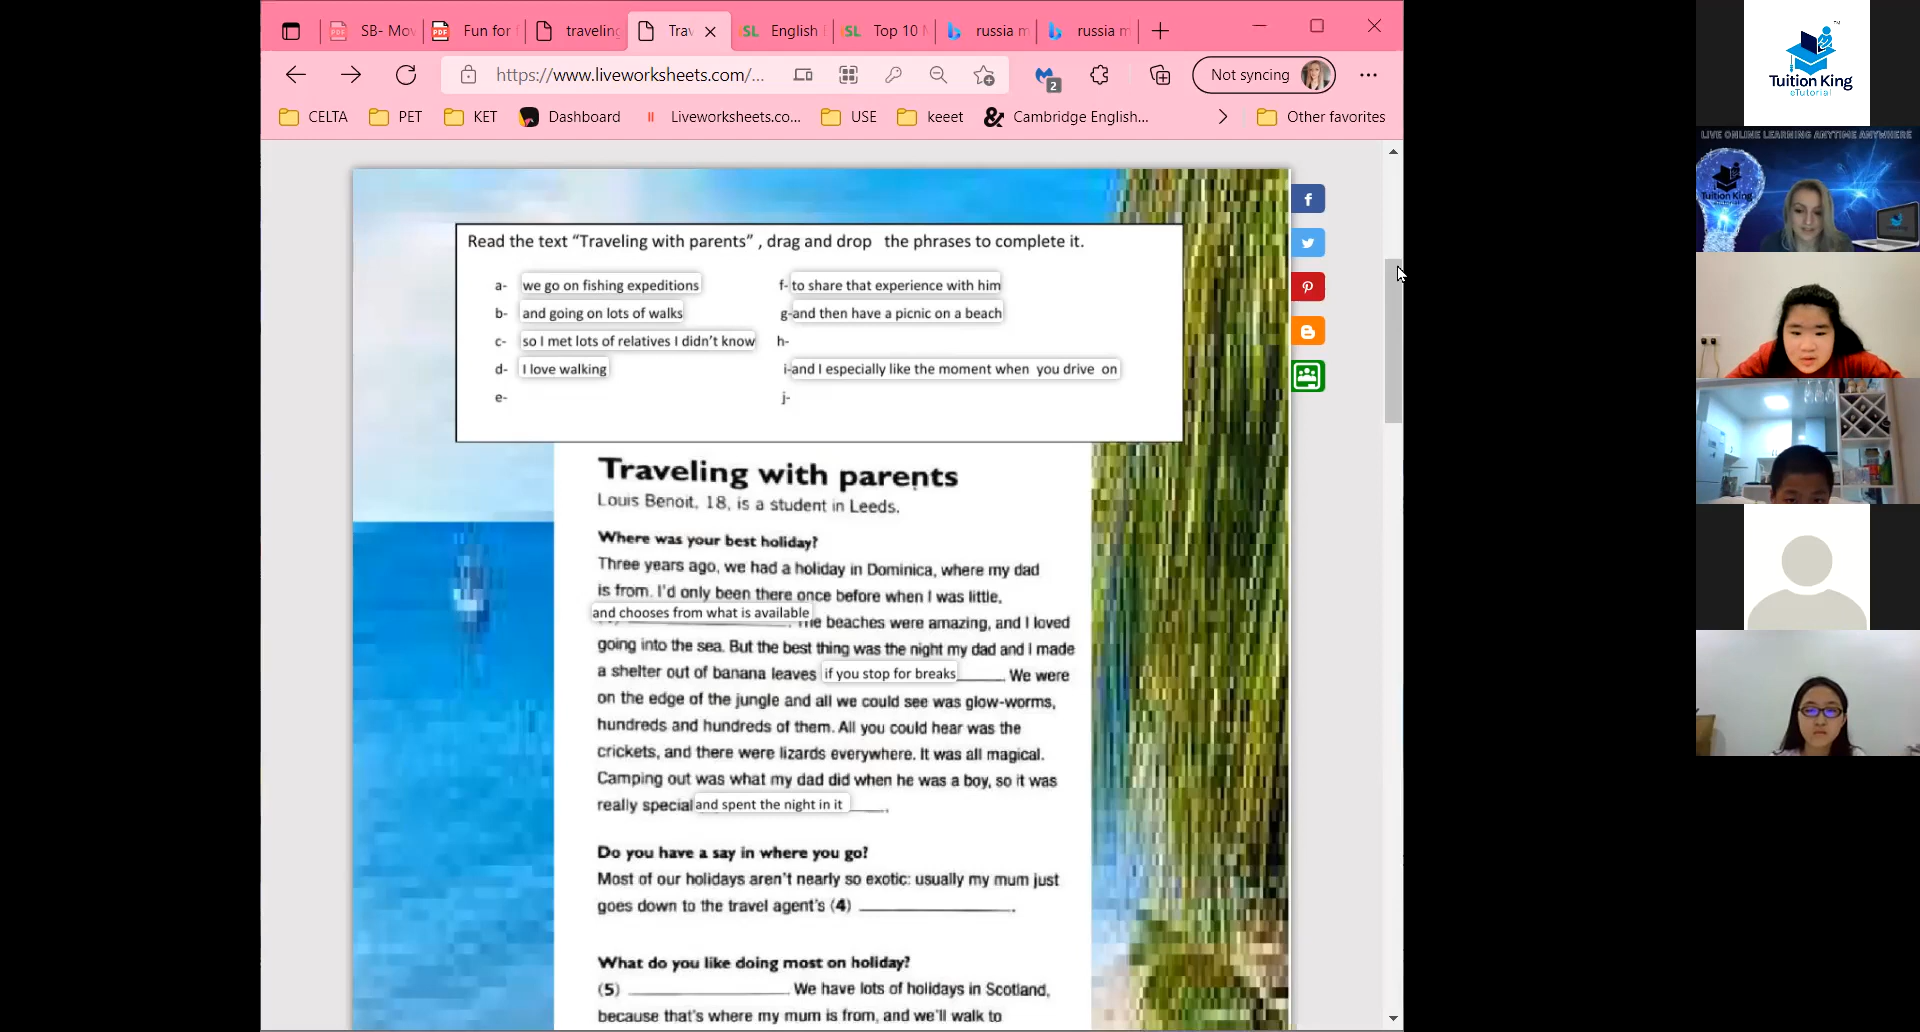 SB- Mov
Fun for
traveling
Trav
SL English
SL Top 10
russia m
russia m
https://www.liveworksheets.com/...
2
Not syncing
CELTA
PET
KET
Dashboard
Liveworksheets.co...
USE
keeet
Cambridge English...
Other favorites
Read the text “Traveling with parents” , drag and drop the phrases to complete it.
a- we go on fishing expeditions
b- and going on lots of walks
c- so I met lots of relatives I didn’t know
d- I love walking
e-
f- to share that experience with him
g- and then have a picnic on a beach
h-
i- and I especially like the moment when you drive on
j-
Traveling with parents
Louis Benoit, 18, is a student in Leeds.
Where was your best holiday?
Three years ago, we had a holiday in Dominica, where my dad
is from. I’d only been there once before when I was little,
and chooses from what is available . The beaches were amazing, and I loved
going into the sea. But the best thing was the night my dad and I made
a shelter out of banana leaves if you stop for breaks______. We were
on the edge of the jungle and all we could see was glow-worms,
hundreds and hundreds of them. All you could hear was the
crickets, and there were lizards everywhere. It was all magical.
Camping out was what my dad did when he was a boy, so it was
really special and spent the night in it ____.
Do you have a say in where you go?
Most of our holidays aren’t nearly so exotic: usually my mum just
goes down to the travel agent’s (4) ____________________.
What do you like doing most on holiday?
(5) ____________________. We have lots of holidays in Scotland,
because that’s where my mum is from, and we’ll walk to
Tuition King
eTutorial
LIVE ONLINE LEARNING ANYTIME ANYWHERE
Tuition King